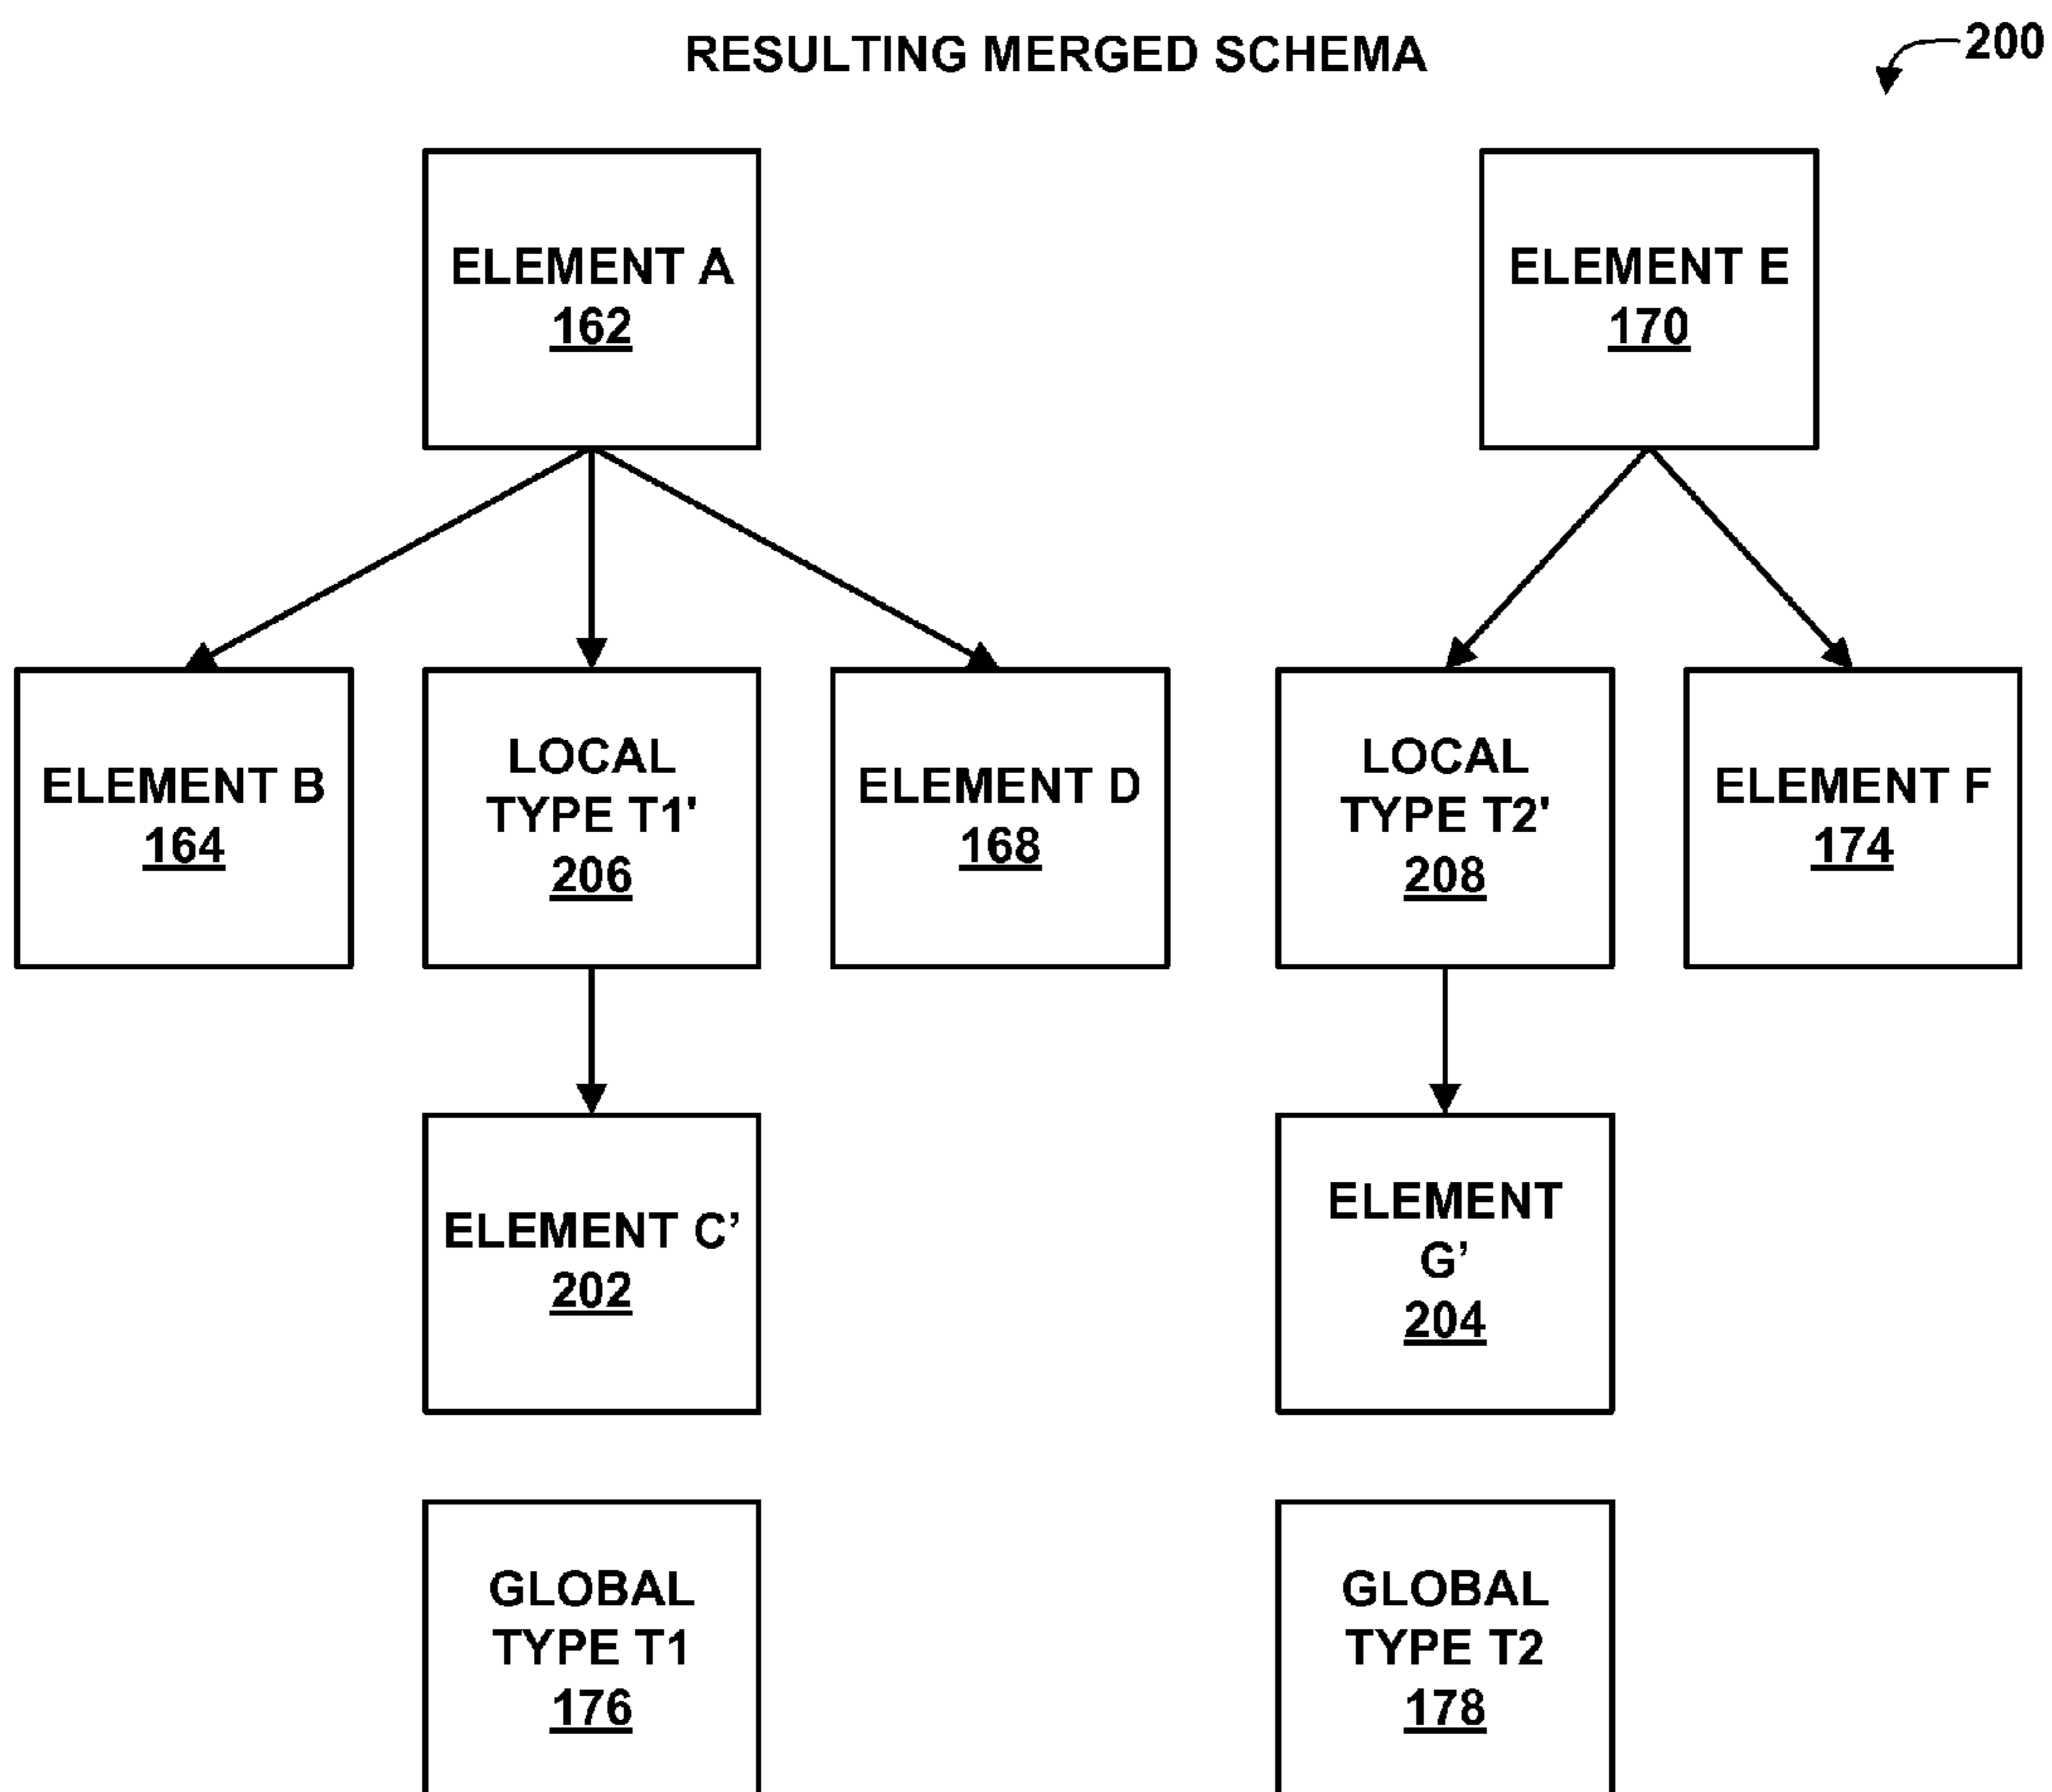 RESULTING MERGED SCHEMA
200
ELEMENT A
162
ELEMENT E
170
ELEMENT B
164
LOCAL
TYPE T1'
206
ELEMENT D
168
LOCAL
TYPE T2'
208
ELEMENT F
174
ELEMENT C’
202
ELEMENT
G’
204
GLOBAL
TYPE T1
176
GLOBAL
TYPE T2
178